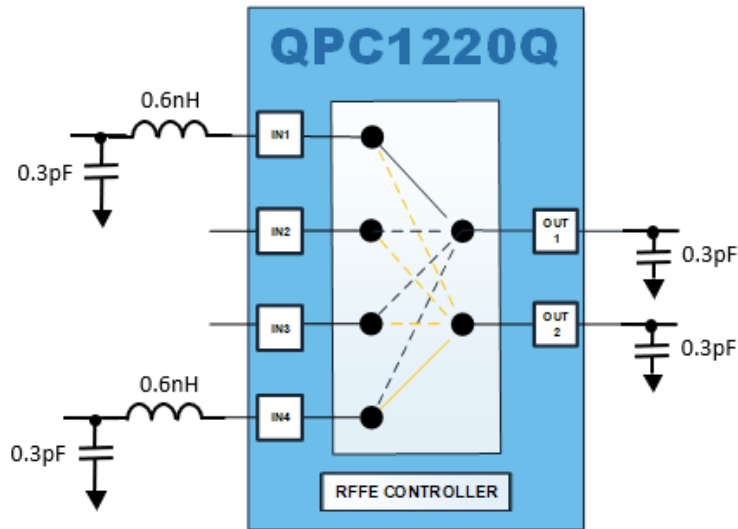 QPC1220Q
0.6nH
IN1
0.3pF
IN2
OUT
1
0.3pF
IN3
OUT
2
0.3pF
0.6nH
IN4
0.3pF
RFFE CONTROLLER